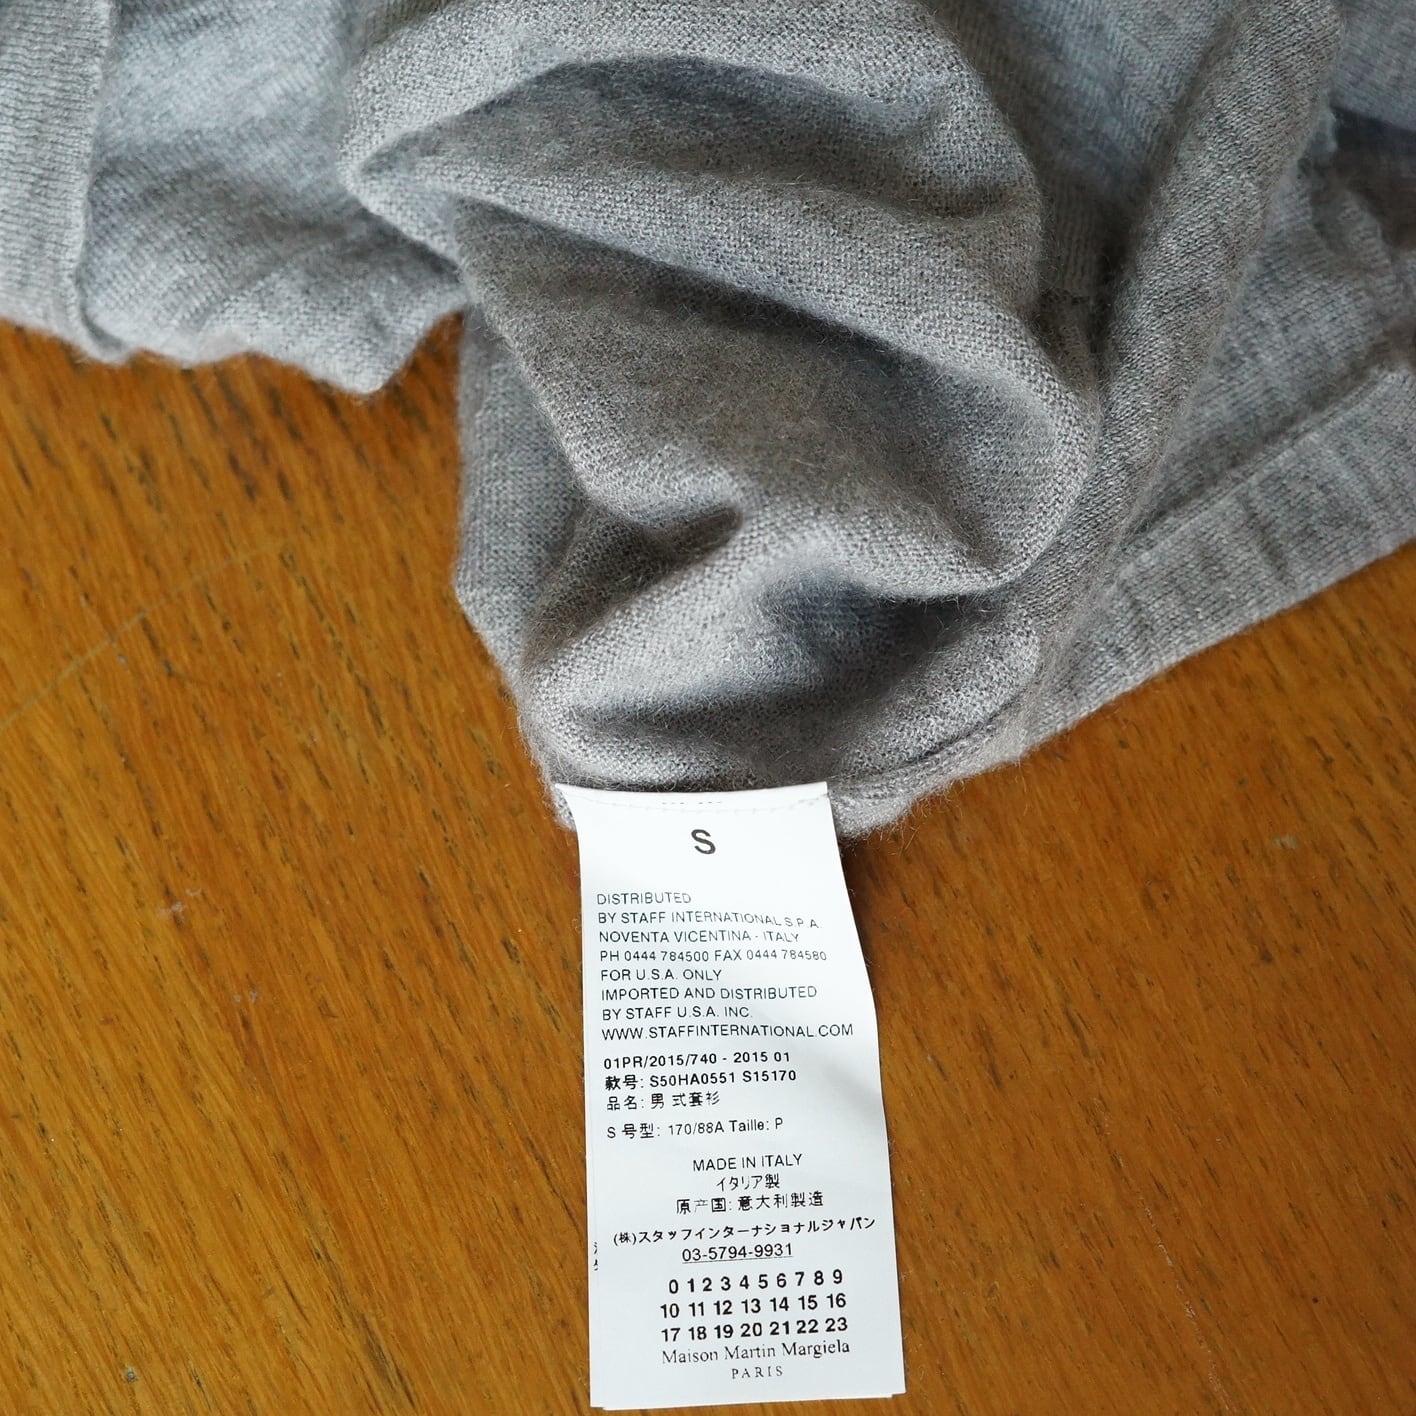 S
DISTRIBUTED
BY STAFF INTERNATIONAL S.P.A.
NOVENTA VICENTINA - ITALY
PH 0444 784500 FAX 0444 784580
FOR U.S.A. ONLY
IMPORTED AND DISTRIBUTED
BY STAFF U.S.A. INC.
WWW.STAFFINTERNATIONAL.COM
01PR/2015/740 - 2015 01
款号: S50HA0551 S15170
品名: 男式套衫
S 号型: 170/88A Taille: P
MADE IN ITALY
イタリア製
原产国: 意大利製造
(株)スタッフインターナショナルジャパン
03-5794-9931
0 1 2 3 4 5 6 7 8 9
10 11 12 13 14 15 16
17 18 19 20 21 22 23
Maison Martin Margiela
PARIS